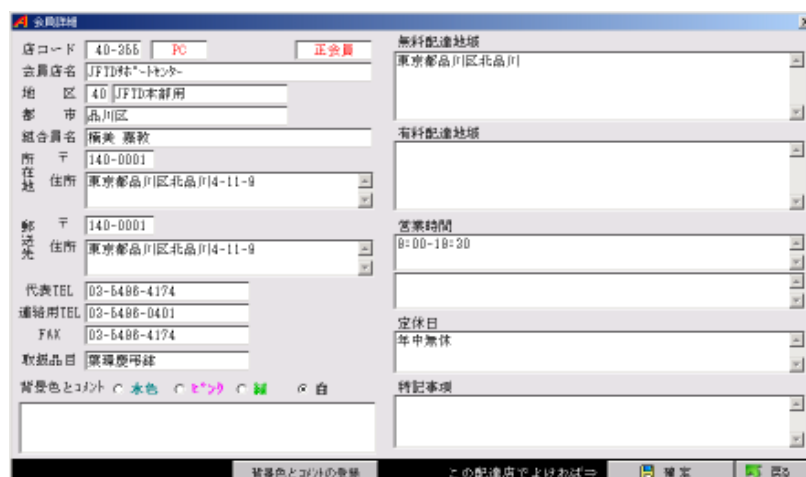 会員詳細
店コード 40-355 PC 正会員
会員店名 JFTDｻﾎﾟｰﾄｾﾝﾀｰ
地 区 40 JFTD本部用
都 市 品川区
組合員名
所在地 〒 140-0001
住所 東京都品川区北品川4-11-9
郵送先 〒 140-0001
住所 東京都品川区北品川4-11-9
代表TEL 03-5496-4174
連絡用TEL 03-5496-0401
FAX 03-5496-4174
取扱品目 葉環慶弔鉢
背景色とｺﾒﾝﾄ 水色 ﾋﾟﾝｸ 緑 白
無料配達地域
東京都品川区北品川
有料配達地域
営業時間
定休日
年中無休
特記事項
背景色とｺﾒﾝﾄの登録 この配達店でよければ⇒ 確定 戻る